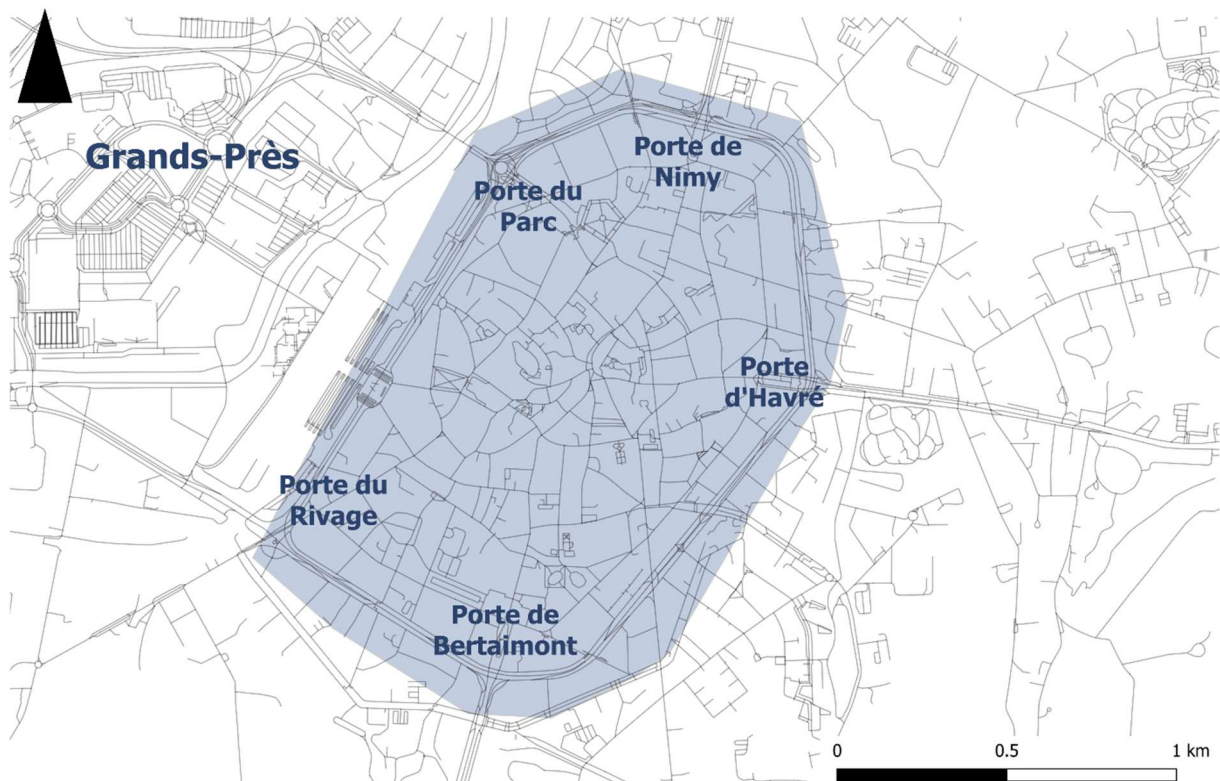 Porte de
Nimy
Grands-Près
Porte du
Parc
Porte
d'Havré
Porte du
Rivage
Porte de
Bertaimont
0 0.5 1 km